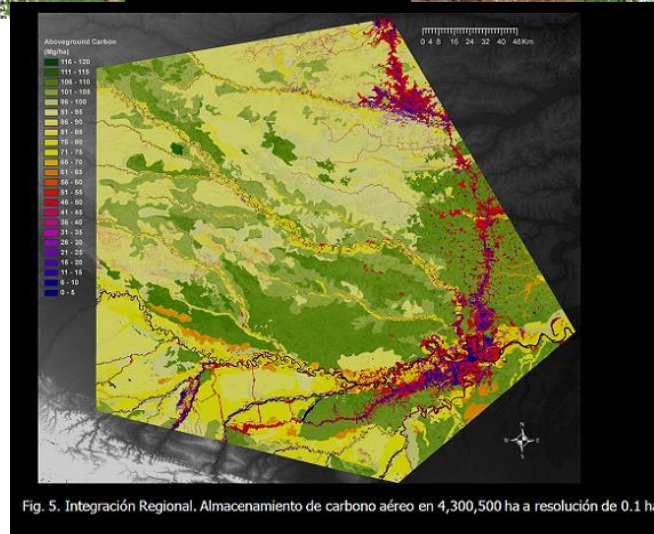 Aboveground Carbon
(Mg/ha)
116 - 120
111 - 115
106 - 110
101 - 105
96 - 100
91 - 95
86 - 90
81 - 85
76 - 80
71 - 75
66 - 70
61 - 65
56 - 60
51 - 55
46 - 50
41 - 45
36 - 40
31 - 35
26 - 30
21 - 25
16 - 20
11 - 15
6 - 10
0 - 5
0 4 8 16 24 32 40 48 Km
N
W E
S
Fig. 5. Integración Regional. Almacenamiento de carbono aéreo en 4,300,500 ha a resolución de 0.1 ha